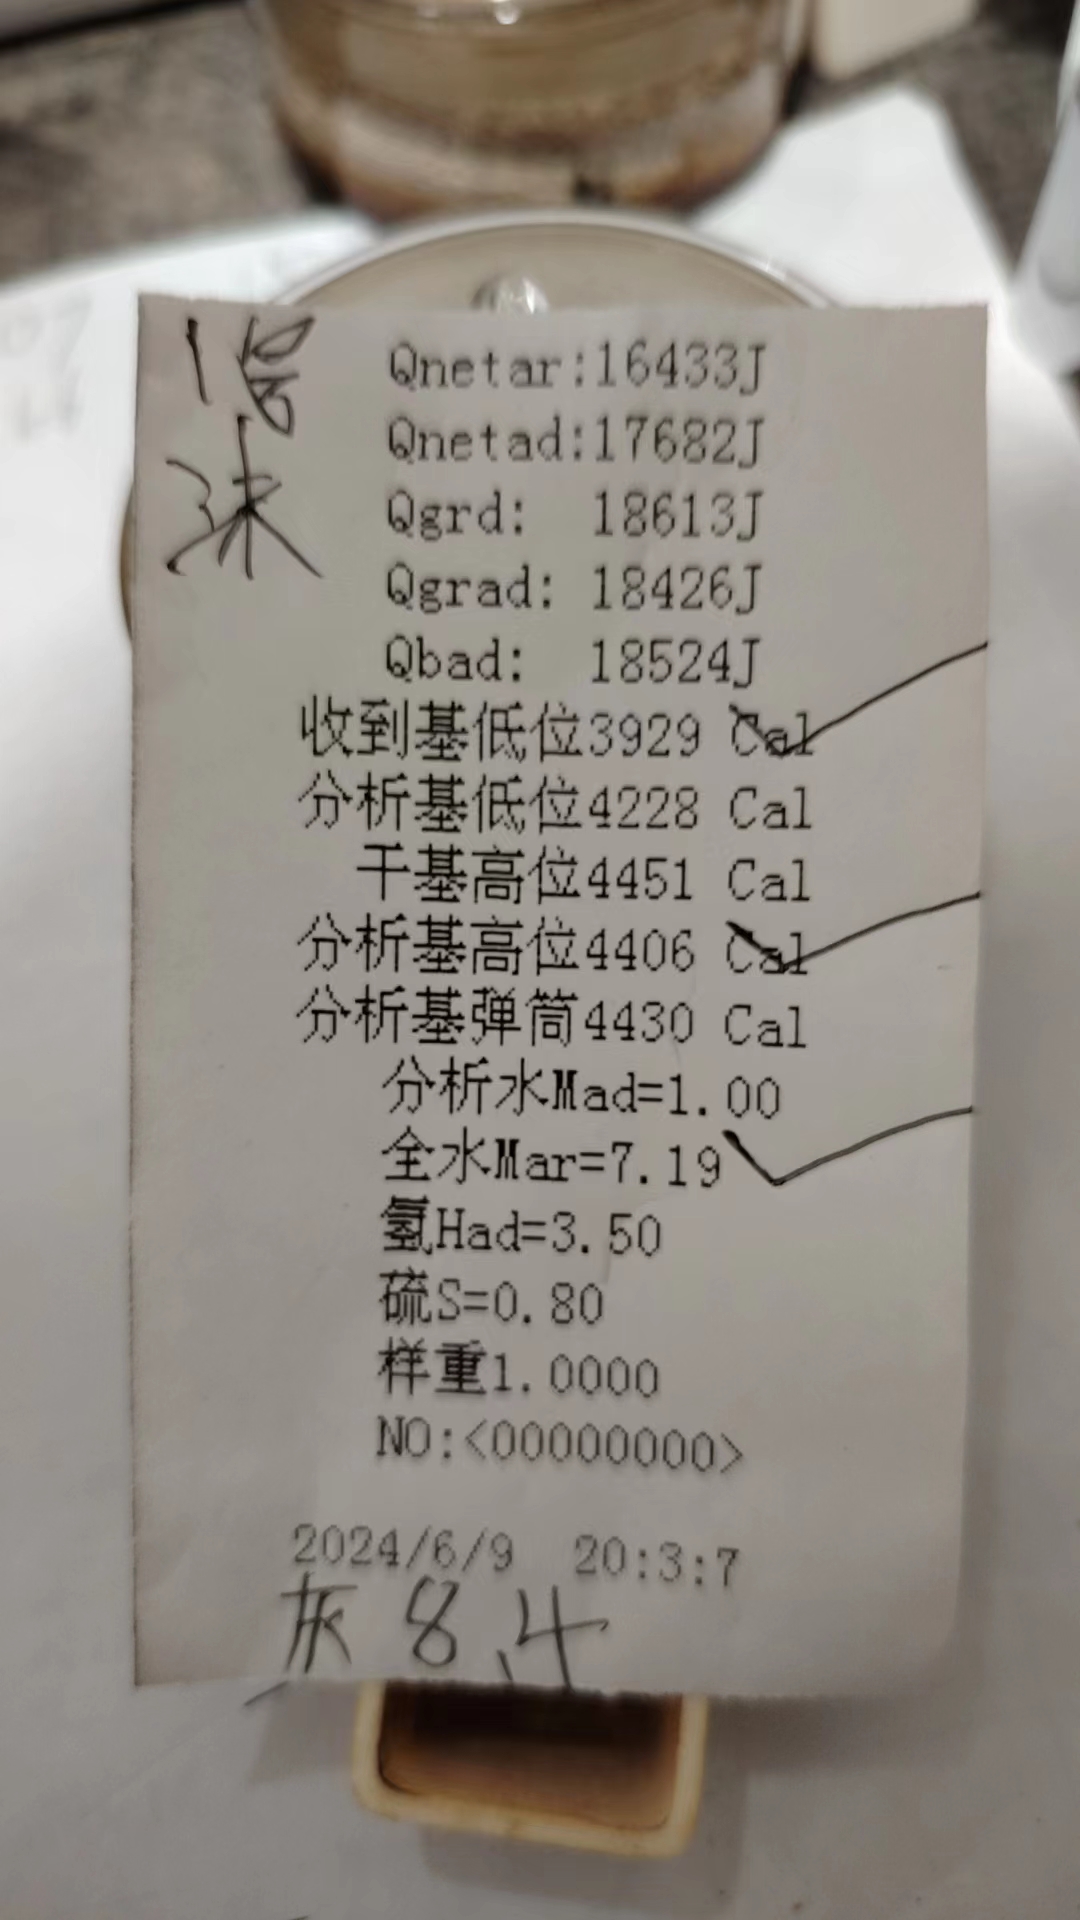 1号
沫
Qnetar:16433J
Qnetad:17682J
Qgrd: 18613J
Qgrad: 18426J
Qbad: 18524J
收到基低位3929 Cal
分析基低位4228 Cal
干基高位4451 Cal
分析基高位4406 Cal
分析基弹筒4430 Cal
分析水Mad=1.00
全水Mar=7.19
氢Had=3.50
硫S=0.80
样重1.0000
NO:<00000000>
2024/6/9 20:3:7
灰 8.4